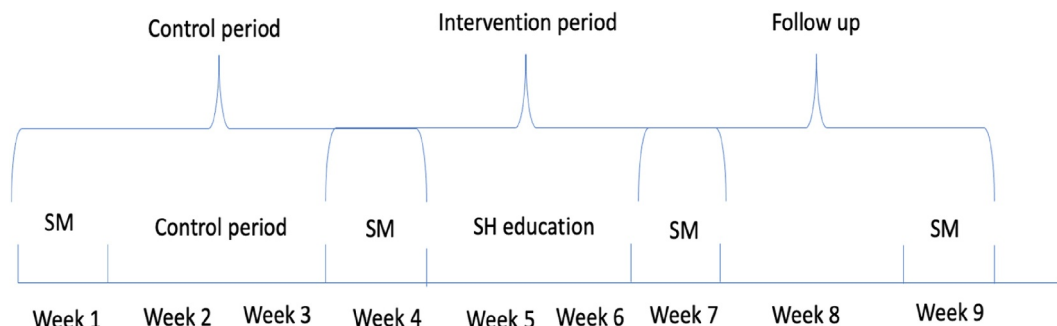 Control period
Intervention period
Follow up
SM
Control period
SM
SH education
SM
SM
Week 1
Week 2
Week 3
Week 4
Week 5
Week 6
Week 7
Week 8
Week 9